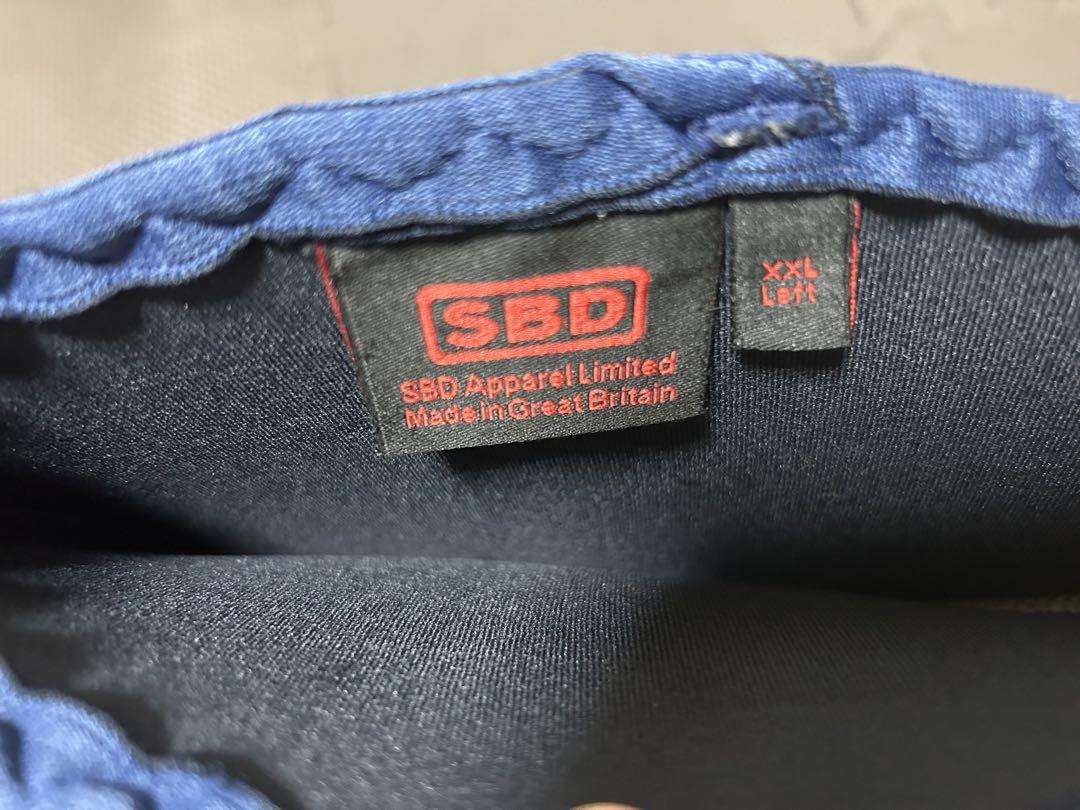 SBD
SBD Apparel Limited
Made in Great Britain
XXL
Left